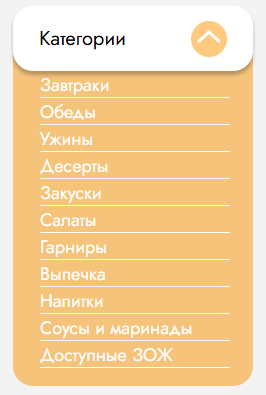 Категории
Завтраки
Обеды
Ужины
Десерты
Закуски
Салаты
Гарниры
Выпечка
Напитки
Соусы и маринады
Доступные ЗОЖ